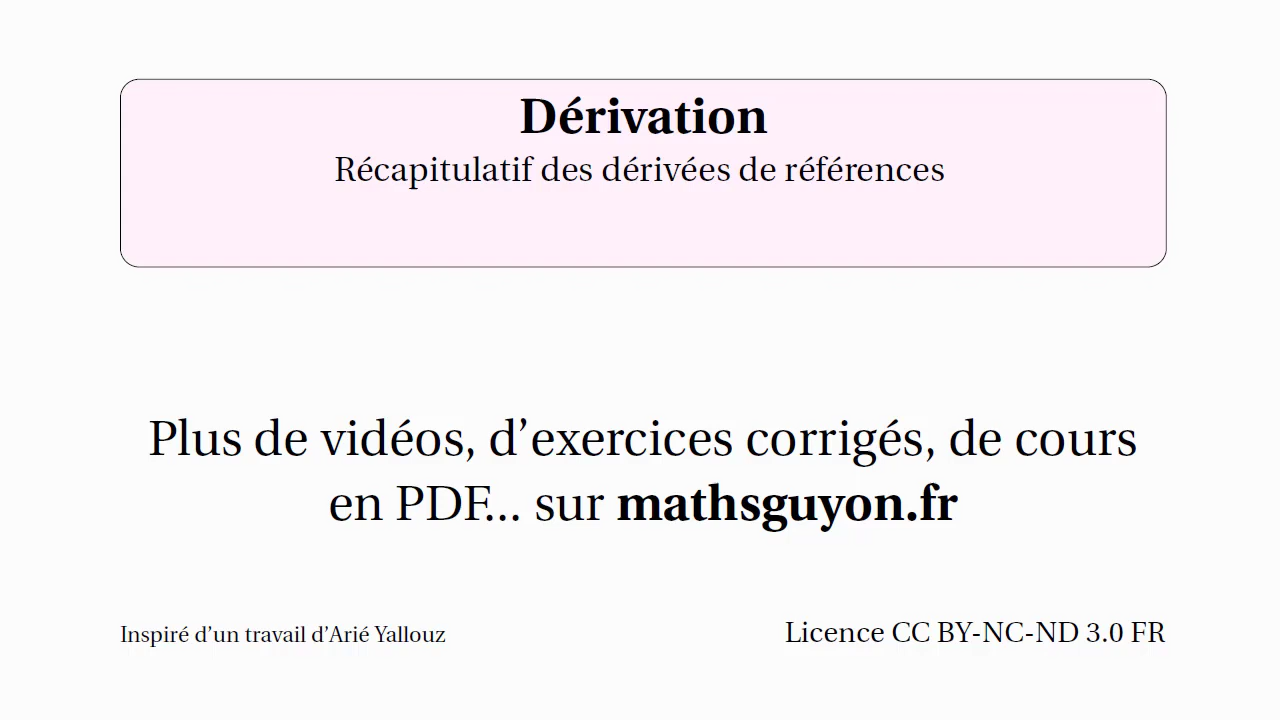 Dérivation
Récapitulatif des dérivées de références
Plus de vidéos, d’exercices corrigés, de cours
en PDF... sur mathsguyon.fr
Inspiré d’un travail d’Arié Yallouz
Licence CC BY-NC-ND 3.0 FR